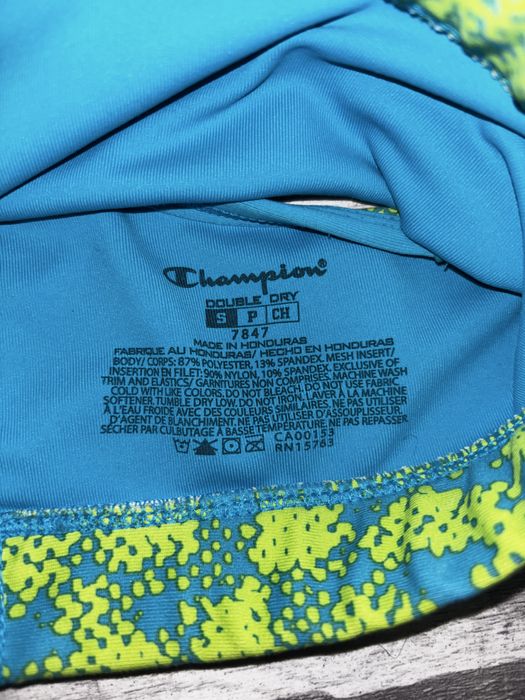 Champion
DOUBLE DRY
S P CH
7847
MADE IN HONDURAS
FABRIQUE AU HONDURAS/ HECHO EN HONDURAS
BODY/ CORPS: 87% POLYESTER, 13% SPANDEX. MESH INSERT/
INSERTION EN FILET: 90% NYLON, 10% SPANDEX. EXCLUSIVE OF
TRIM AND ELASTICS/ GARNITURES NON COMPRISES. MACHINE WASH
COLD WITH LIKE COLORS. DO NOT BLEACH. DO NOT USE FABRIC
SOFTENER. TUMBLE DRY LOW. DO NOT IRON. LAVER À LA MACHINE
À L'EAU FROIDE AVEC DES COULEURS SIMILAIRES. NE PAS UTILISER
D'AGENT DE BLANCHIMENT. NE PAS UTILISER D'ASSOUPLISSEUR.
SÉCHER PAR CULBUTAGE À BASSE TEMPÉRATURE. NE PAS REPASSER.
CA00153
RN15763